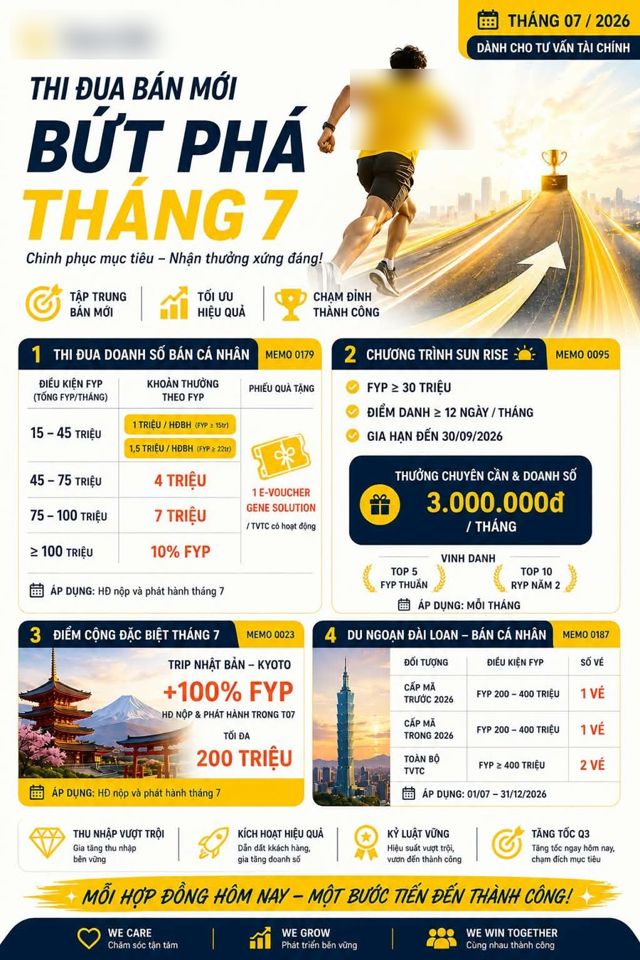 THÁNG 07 / 2026
DÀNH CHO TƯ VẤN TÀI CHÍNH
THI ĐUA BÁN MỚI
BỨT PHÁ
THÁNG 7
Chinh phục mục tiêu – Nhận thưởng xứng đáng!
TẬP TRUNG
BÁN MỚI
TỐI ƯU
HIỆU QUẢ
CHẠM ĐỈNH
THÀNH CÔNG
1 THI ĐUA DOANH SỐ BÁN CÁ NHÂN MEMO 0179
ĐIỀU KIỆN FYP
(TỔNG FYP/THÁNG)
KHOẢN THƯỞNG
THEO FYP
PHIẾU QUÀ TẶNG
15 – 45 TRIỆU
1 TRIỆU / HĐBH (FYP ≥ 15tr)
1,5 TRIỆU / HĐBH (FYP ≥ 22tr)
45 – 75 TRIỆU 4 TRIỆU
75 – 100 TRIỆU 7 TRIỆU
≥ 100 TRIỆU 10% FYP
1 E-VOUCHER
GENE SOLUTION
/ TVTC có hoạt động
ÁP DỤNG: HĐ nộp và phát hành tháng 7
2 CHƯƠNG TRÌNH SUN RISE MEMO 0095
FYP ≥ 30 TRIỆU
ĐIỂM DANH ≥ 12 NGÀY / THÁNG
GIA HẠN ĐẾN 30/09/2026
THƯỞNG CHUYÊN CẦN & DOANH SỐ
3.000.000đ
/ THÁNG
VINH DANH
TOP 5
FYP THUẦN
TOP 10
RYP NĂM 2
ÁP DỤNG: MỖI THÁNG
3 ĐIỂM CỘNG ĐẶC BIỆT THÁNG 7 MEMO 0023
TRIP NHẬT BẢN – KYOTO
+100% FYP
HĐ NỘP & PHÁT HÀNH TRONG T07
TỐI ĐA
200 TRIỆU
ÁP DỤNG: HĐ nộp và phát hành tháng 7
4 DU NGOẠN ĐÀI LOAN – BÁN CÁ NHÂN MEMO 0187
ĐỐI TƯỢNG ĐIỀU KIỆN FYP SỐ VÉ
CẤP MÃ
TRƯỚC 2026
FYP 200 – 400 TRIỆU 1 VÉ
CẤP MÃ
TRONG 2026
FYP 200 – 400 TRIỆU 1 VÉ
TOÀN BỘ
TVTC
FYP ≥ 400 TRIỆU 2 VÉ
ÁP DỤNG: 01/07 – 31/12/2026
THU NHẬP VƯỢT TRỘI
Gia tăng thu nhập
bền vững
KÍCH HOẠT HIỆU QUẢ
Dẫn dắt kkách hàng,
gia tăng doanh số
KỶ LUẬT VỮNG
Hiệu suất vượt trội,
vươn đến thành công
TĂNG TỐC Q3
Tăng tốc ngay hôm nay,
chạm đích mục tiêu
MỖI HỢP ĐỒNG HÔM NAY – MỘT BƯỚC TIẾN ĐẾN THÀNH CÔNG!
WE CARE
Chăm sóc tận tâm
WE GROW
Phát triển bền vững
WE WIN TOGETHER
Cùng nhau thành công